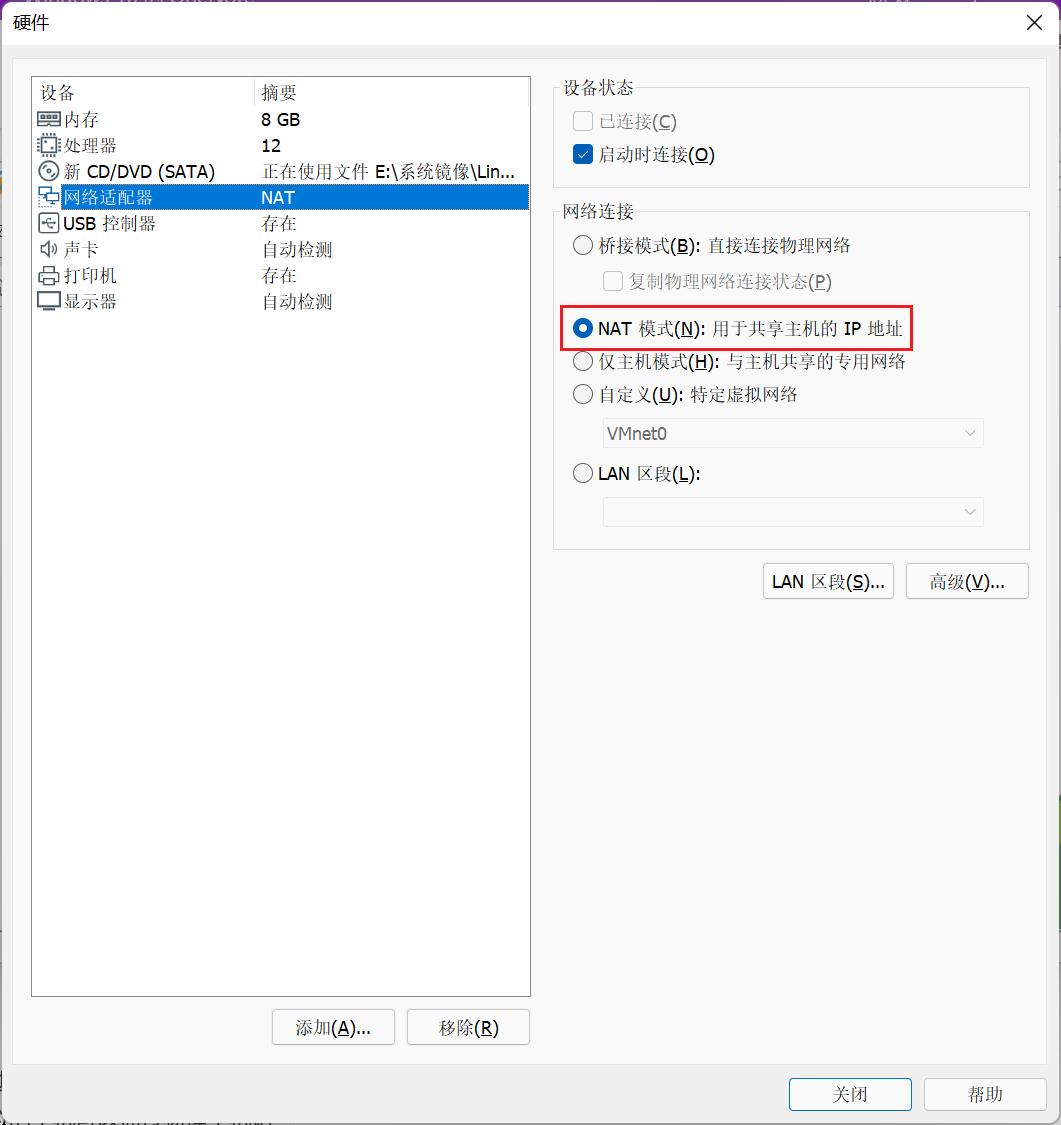 硬件
设备 摘要
内存 8 GB
处理器 12
新 CD/DVD (SATA) 正在使用文件 E:\系统镜像\Lin...
网络适配器 NAT
USB 控制器 存在
声卡 自动检测
打印机 存在
显示器 自动检测
添加(A)... 移除(R)
设备状态
已连接(C)
启动时连接(O)
网络连接
桥接模式(B): 直接连接物理网络
复制物理网络连接状态(P)
NAT 模式(N): 用于共享主机的 IP 地址
仅主机模式(H): 与主机共享的专用网络
自定义(U): 特定虚拟网络
VMnet0
LAN 区段(L):
LAN 区段(S)... 高级(V)...
关闭 帮助